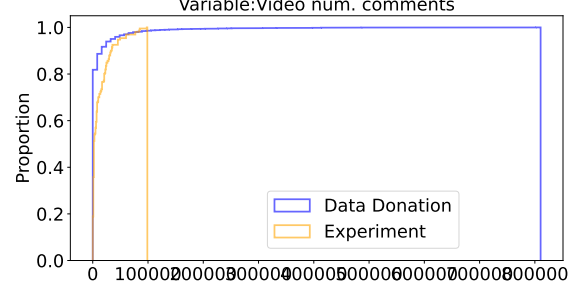 Variable:Video num. comments
Proportion
1.0
0.8
0.6
0.4
0.2
0.0
Data Donation
Experiment
0 100000 200000 300000 400000 500000 600000 700000 800000